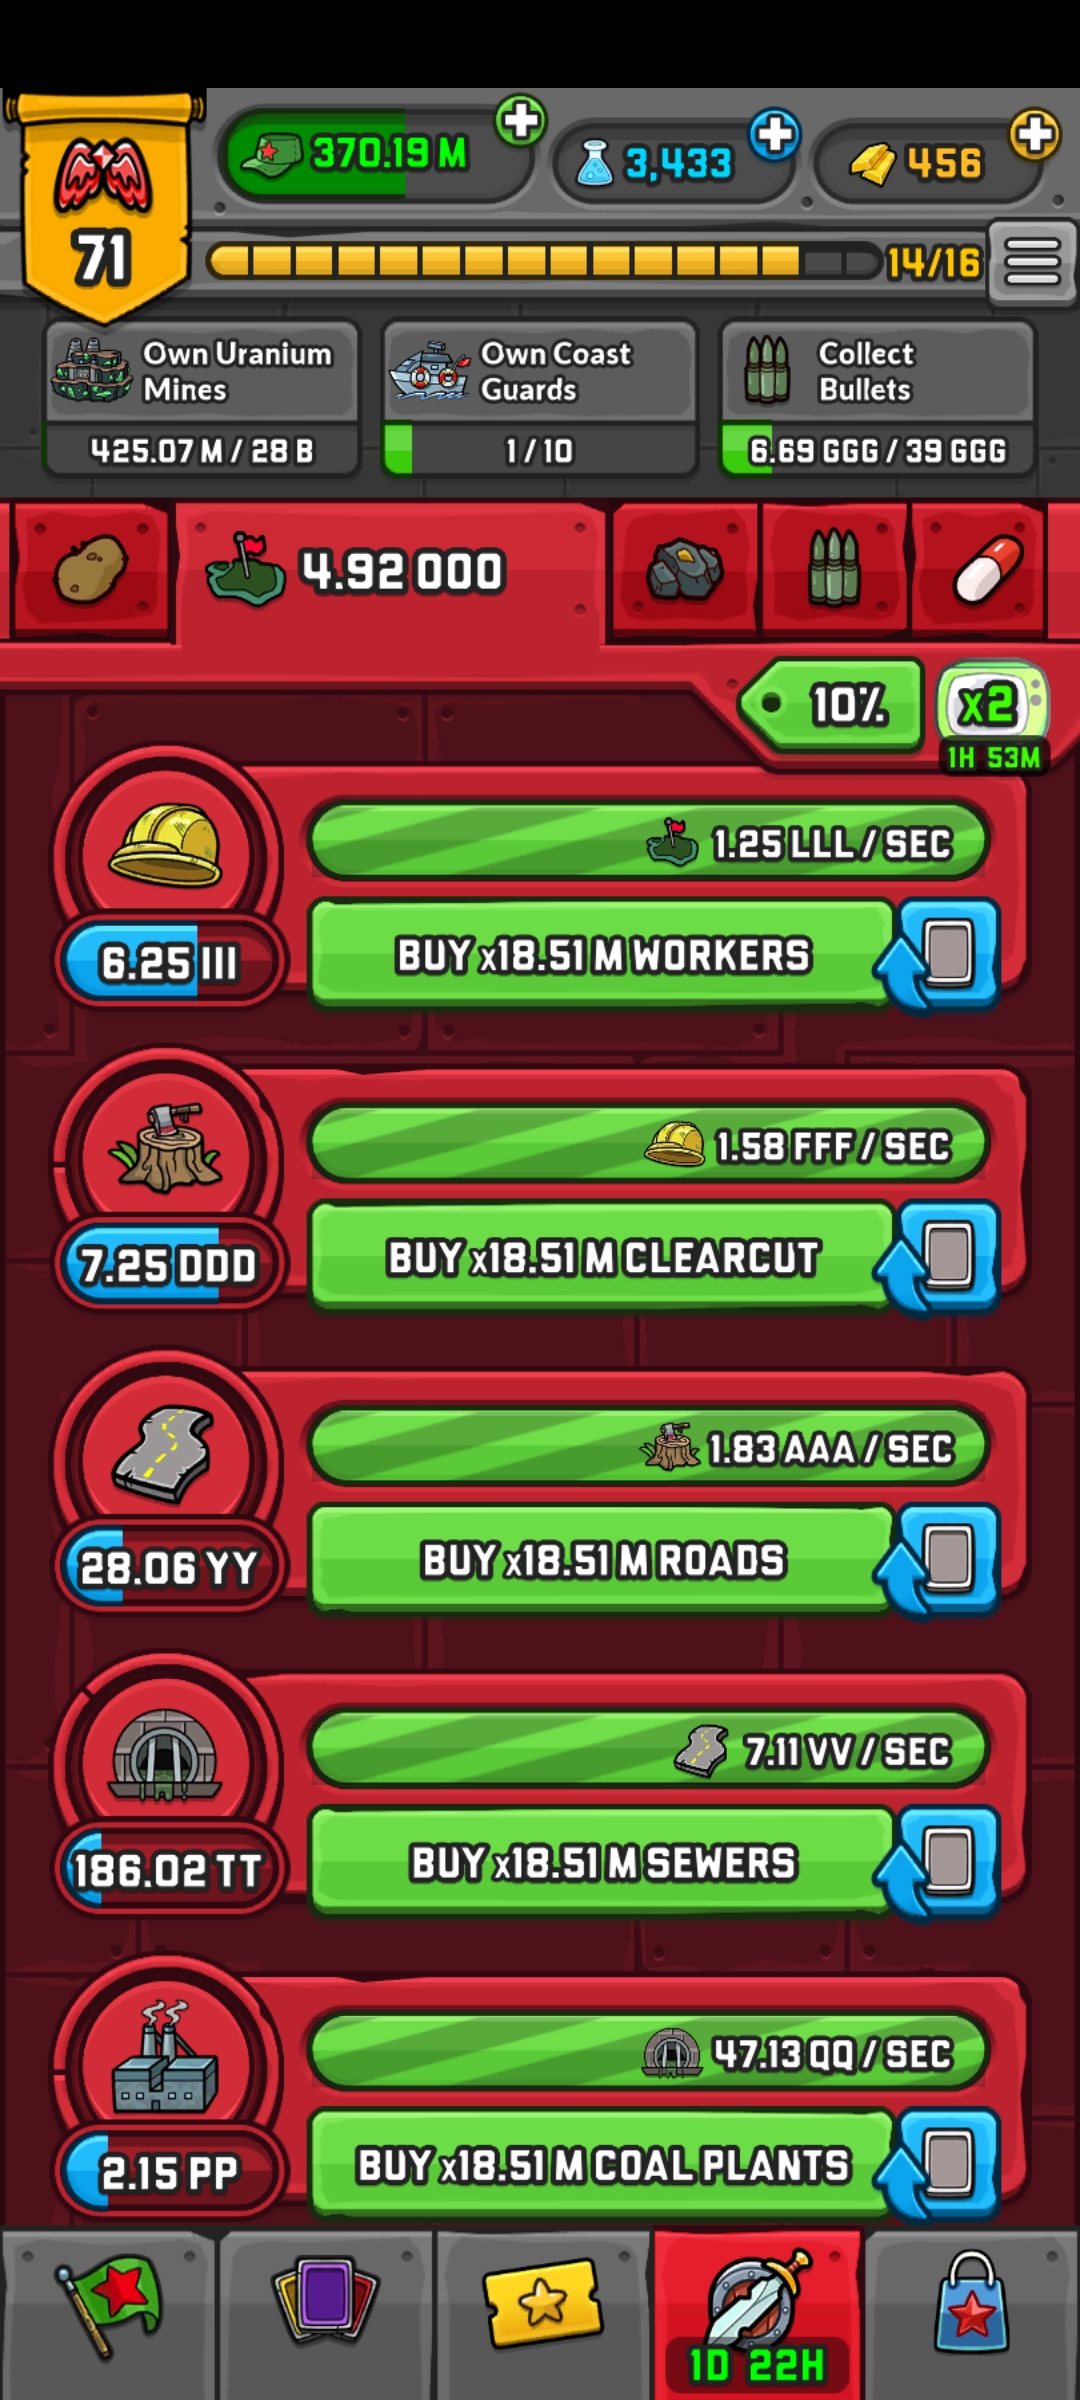 71
370.19 M
3,433
456
14/16
Own Uranium
Mines
425.07 M / 28 B
Own Coast
Guards
1 / 10
Collect
Bullets
6.69 GGG / 39 GGG
4.92 OOO
10%
x2
1H 53M
1.25 LLL / SEC
6.25 III
BUY x18.51 M WORKERS
1.58 FFF / SEC
7.25 DDD
BUY x18.51 M CLEARCUT
1.83 AAA / SEC
28.06 YY
BUY x18.51 M ROADS
7.11 VV / SEC
186.02 TT
BUY x18.51 M SEWERS
47.13 QQ / SEC
2.15 PP
BUY x18.51 M COAL PLANTS
1D 22H